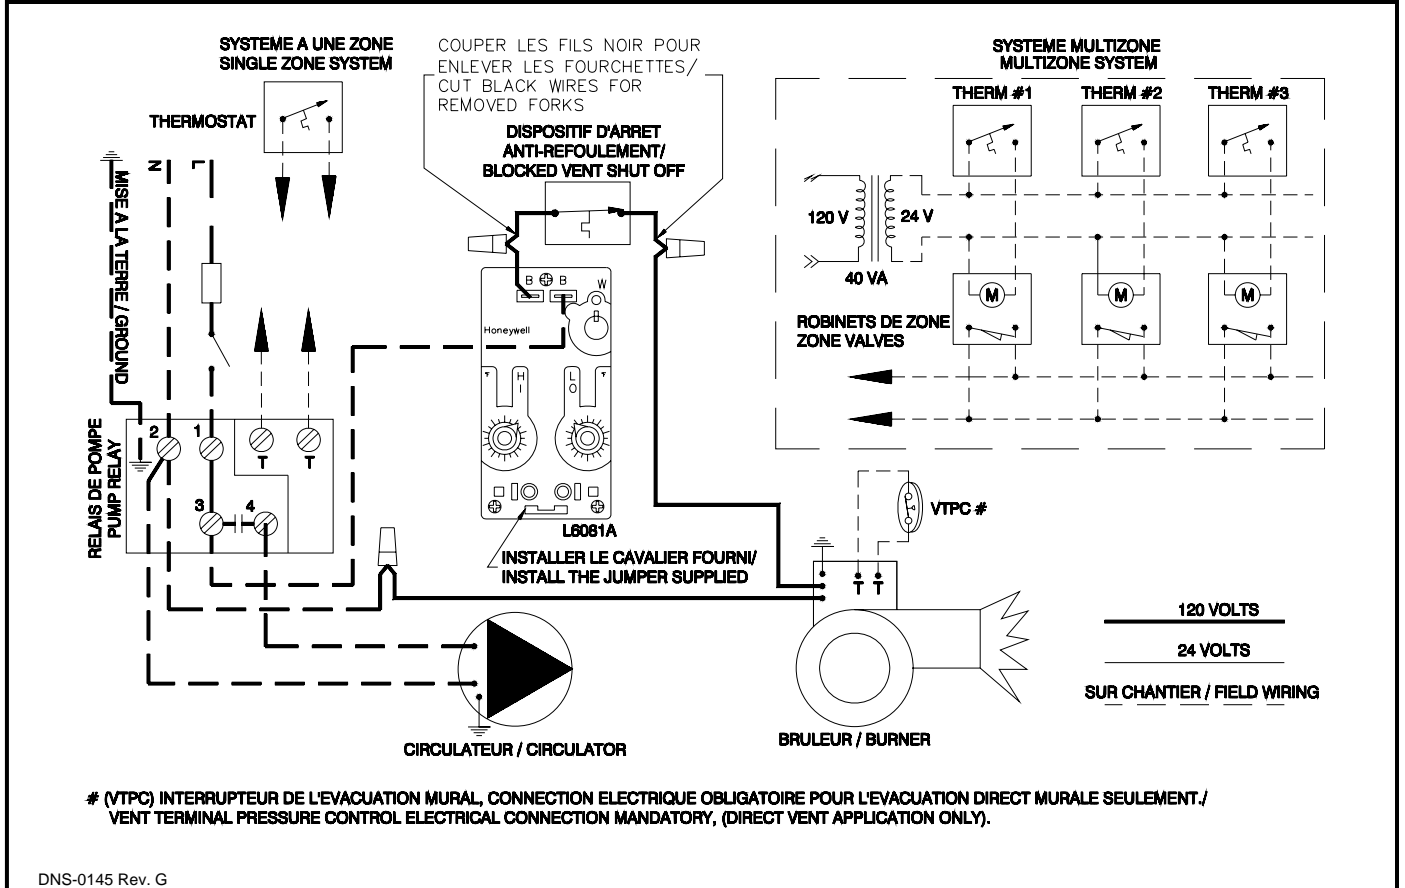 SYSTEME A UNE ZONE
SINGLE ZONE SYSTEM
COUPER LES FILS NOIR POUR
ENLEVER LES FOURCHETTES/
CUT BLACK WIRES FOR
REMOVED FORKS
SYSTEME MULTIZONE
MULTIZONE SYSTEM
THERMOSTAT
DISPOSITIF D'ARRET
ANTI-REFOULEMENT/
BLOCKED VENT SHUT OFF
THERM #1
THERM #2
THERM #3
N
L
MISE A LA TERRE / GROUND
120 V
24 V
40 VA
B
B
W
Honeywell
HI
LO
M
M
M
ROBINETS DE ZONE
ZONE VALVES
RELAIS DE POMPE
PUMP RELAY
2
1
T
T
3
4
L6081A
INSTALLER LE CAVALIER FOURNI/
INSTALL THE JUMPER SUPPLIED
VTPC #
T
T
120 VOLTS
24 VOLTS
SUR CHANTIER / FIELD WIRING
CIRCULATEUR / CIRCULATOR
BRULEUR / BURNER
# (VTPC) INTERRUPTEUR DE L'EVACUATION MURAL, CONNECTION ELECTRIQUE OBLIGATOIRE POUR L'EVACUATION DIRECT MURALE SEULEMENT./
VENT TERMINAL PRESSURE CONTROL ELECTRICAL CONNECTION MANDATORY, (DIRECT VENT APPLICATION ONLY).
DNS-0145 Rev. G